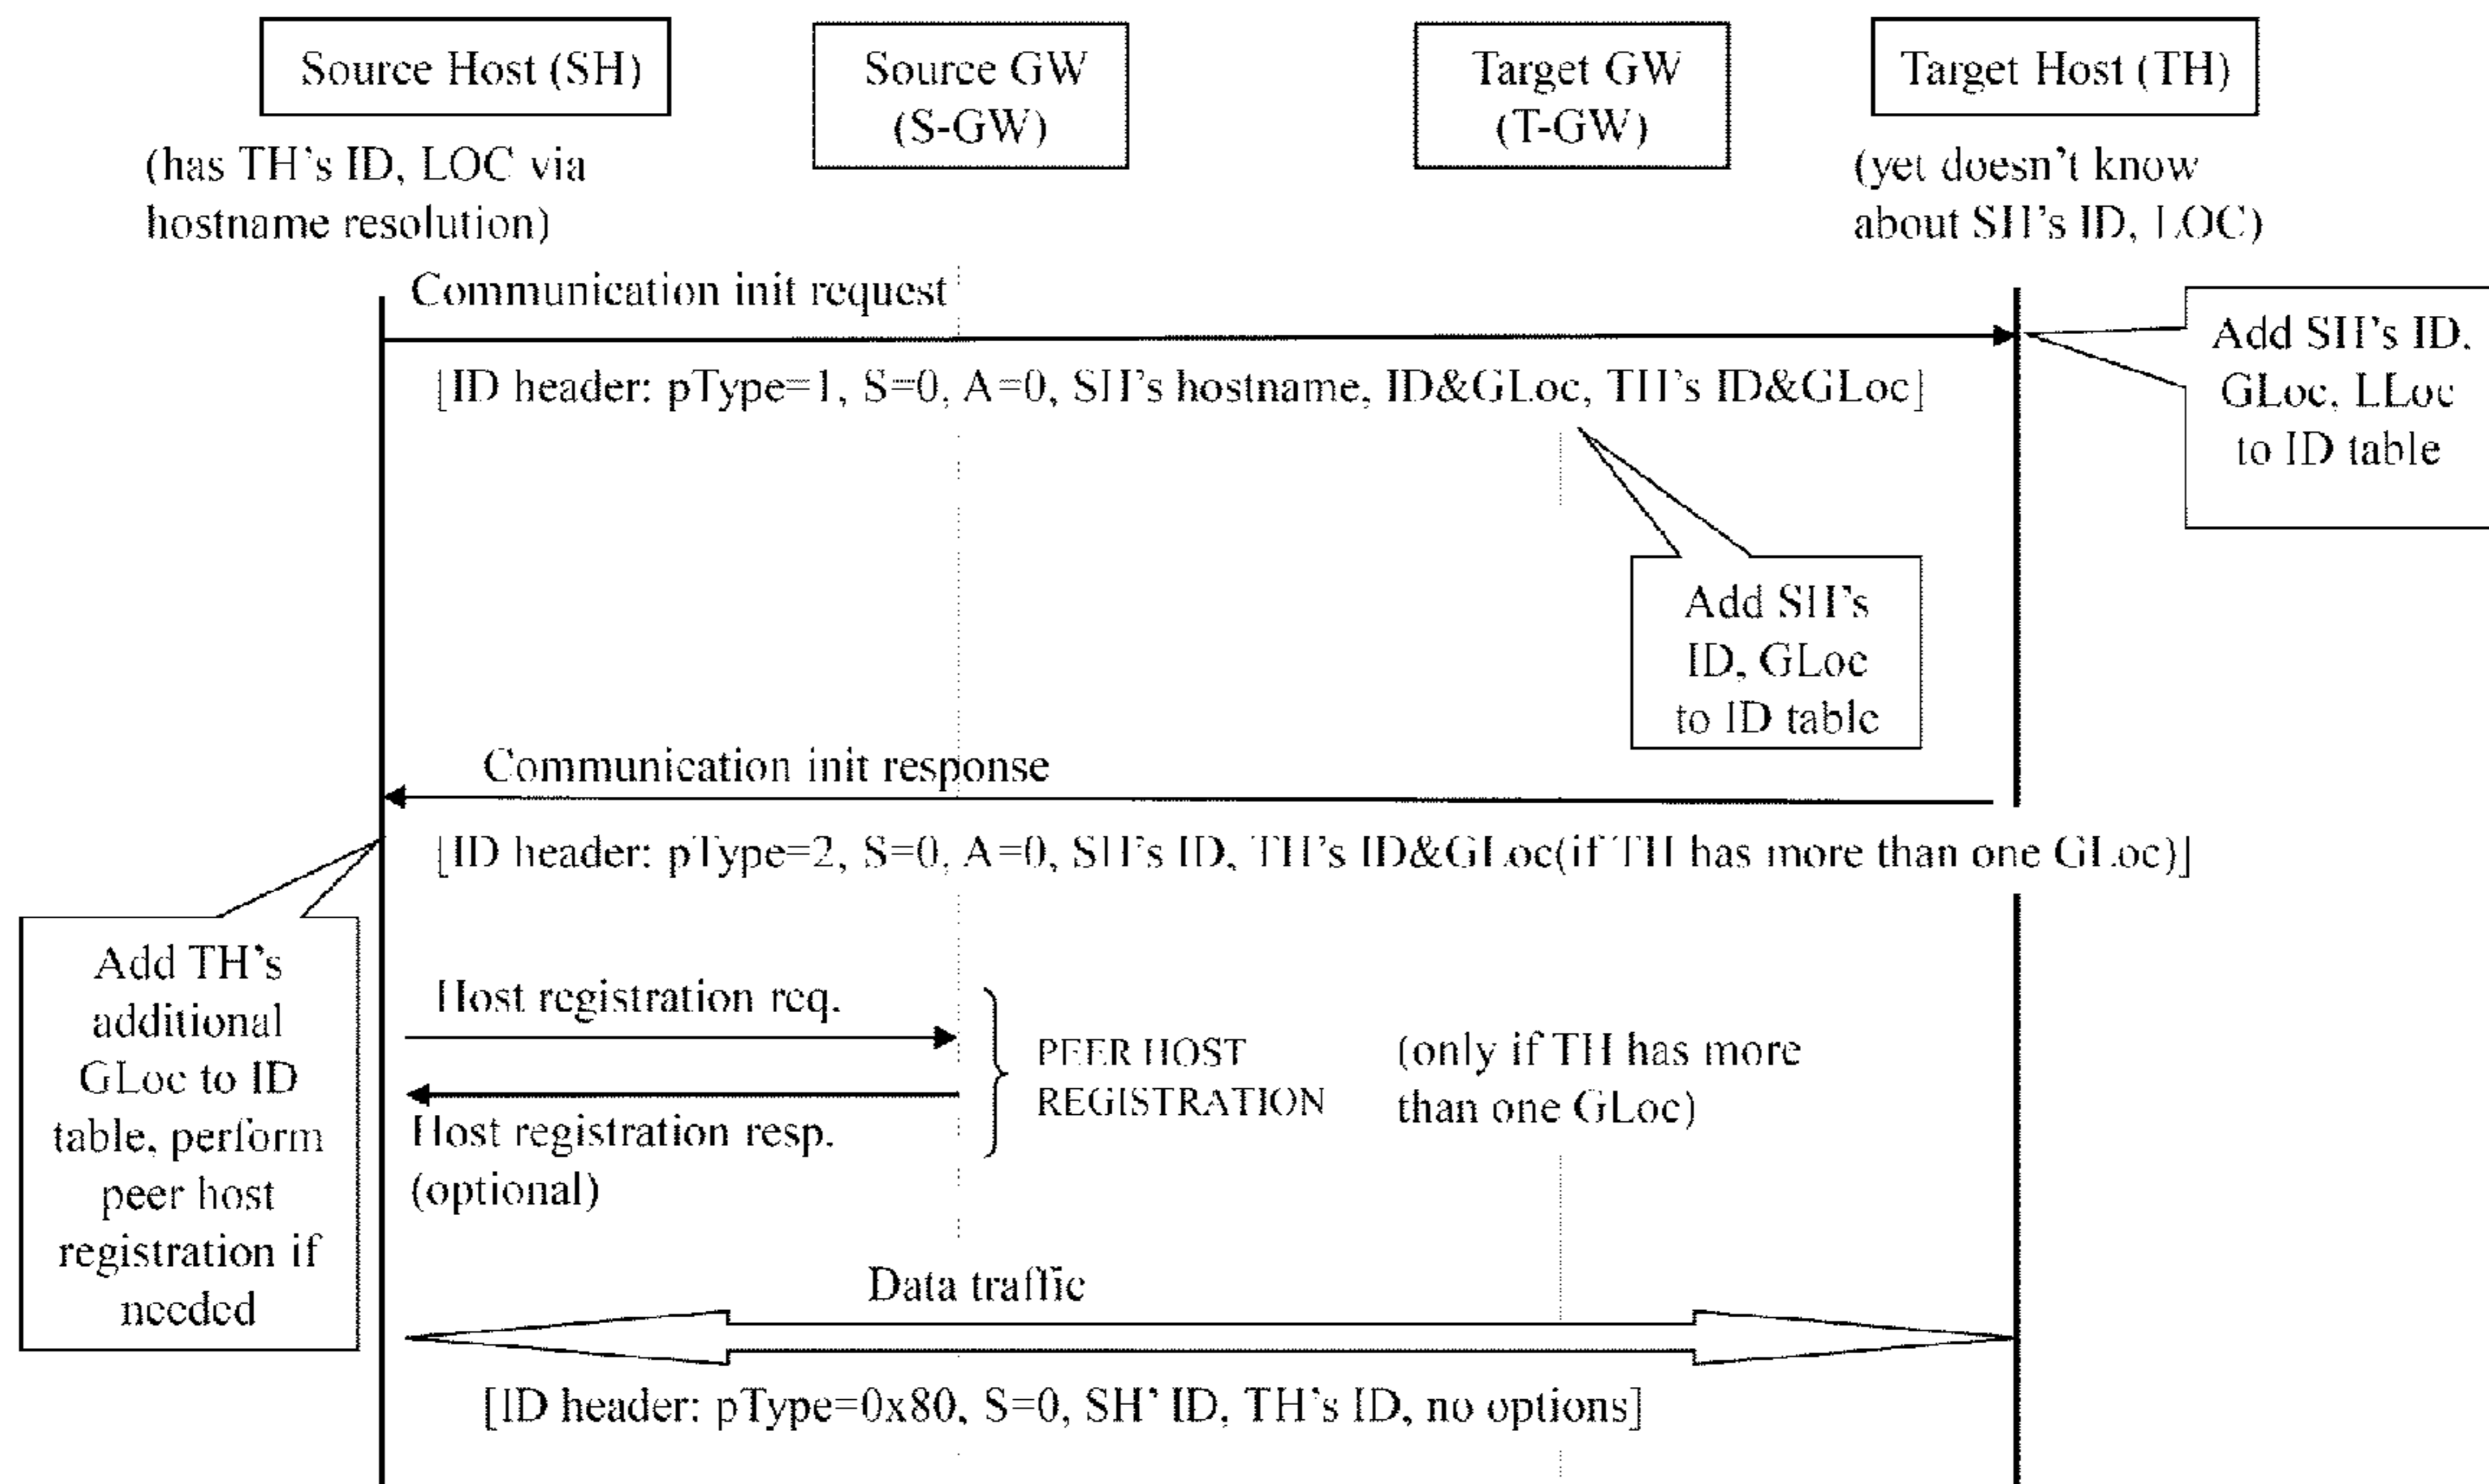 Source Host (SH)
Source GW
(S-GW)
Target GW
(T-GW)
Target Host (TH)
(has TH's ID, LOC via
hostname resolution)
(yet doesn't know
about SH's ID, LOC)
Communication init request
[ID header: pType=1, S=0, A=0, SH's hostname, ID&GLoc, TH's ID&GLoc]
Add SH's ID,
GLoc, LLoc
to ID table
Add SH's
ID, GLoc
to ID table
Communication init response
[ID header: pType=2, S=0, A=0, SH's ID, TH's ID&GLoc(if TH has more than one GLoc)]
Add TH's
additional
GLoc to ID
table, perform
peer host
registration if
needed
Host registration req.
PEER HOST
REGISTRATION
(only if TH has more
than one GLoc)
Host registration resp.
(optional)
Data traffic
[ID header: pType=0x80, S=0, SH' ID, TH's ID, no options]